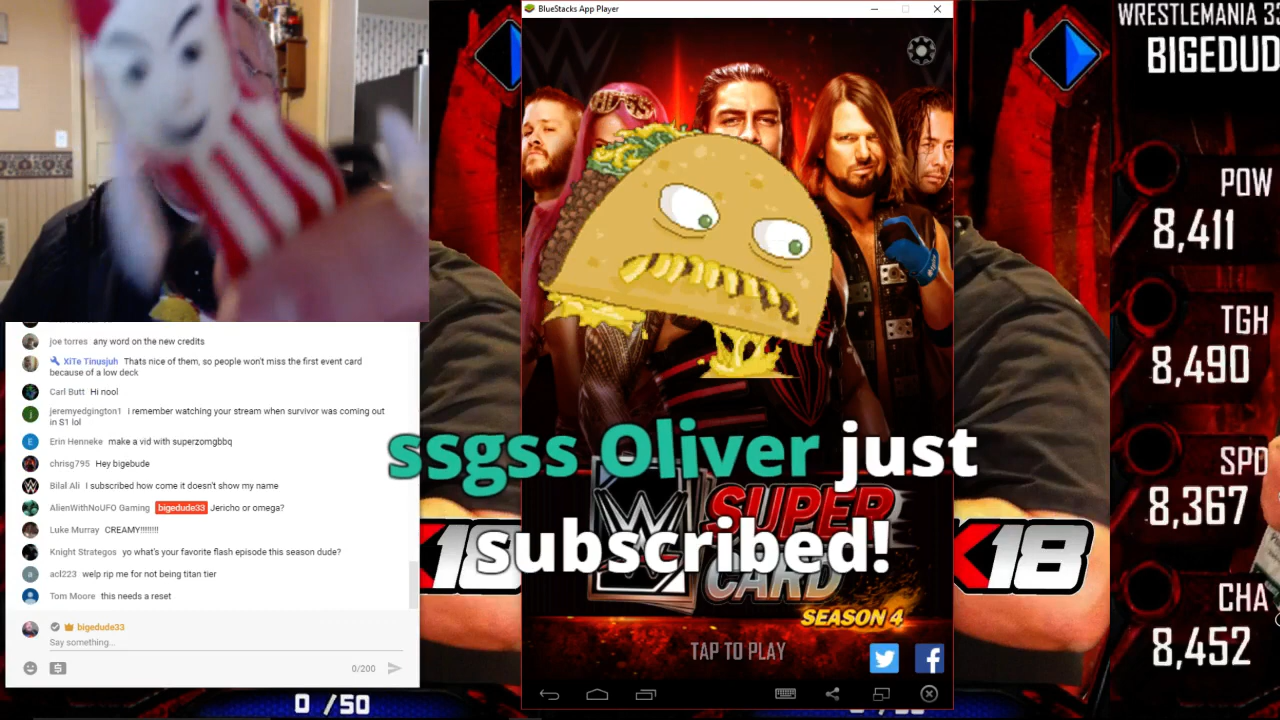 BlueStacks App Player
WRESTLEMANIA 33
BIGEDUD
POW
8,411
TGH
8,490
SPD
8,367
CHA
8,452
joe torres any word on the new credits
XiTe Tinusjuh Thats nice of them, so people won't miss the first event card
because of a low deck
Carl Butt Hi nool
jeremyedgington1 i remember watching your stream when survivor was coming out
in S1 lol
Erin Henneke make a vid with superzomgbbq
chrisg795 Hey bigebude
Bilal Ali I subscribed how come it doesn't show my name
AlienWithNoUFO Gaming bigedude33 Jericho or omega?
Luke Murray CREAMY!!!!!!!!
Knight Strategos yo what's your favorite flash episode this season dude?
a acl223 welp rip me for not being titan tier
Tom Moore this needs a reset
bigedude33
Say something...
0/200
ssgss Oliver just
subscribed!
SUPER
CARD
SEASON 4
TAP TO PLAY
K18
K18
0 /50